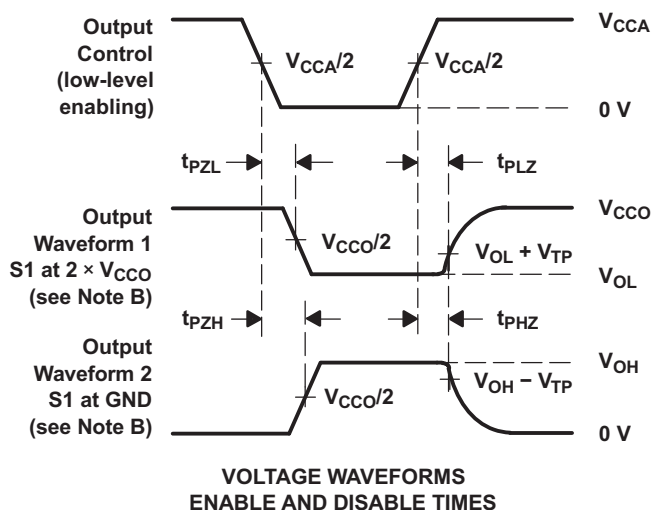 Output
Control
(low-level
enabling)
V_CCA/2
V_CCA/2
V_CCA
0 V
t_PZL
t_PLZ
Output
Waveform 1
S1 at 2 × V_CCO
(see Note B)
V_CCO/2
V_CCO
V_OL + V_TP
V_OL
t_PZH
t_PHZ
Output
Waveform 2
S1 at GND
(see Note B)
V_CCO/2
V_OH
V_OH − V_TP
0 V
VOLTAGE WAVEFORMS
ENABLE AND DISABLE TIMES